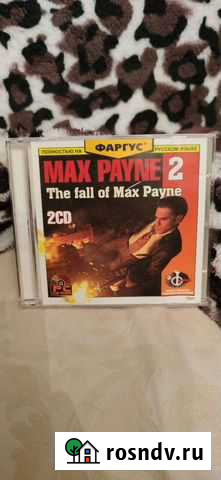 ПОЛНОСТЬЮ НА ФАРГУС РУССКОМ ЯЗЫКЕ
MAX PAYNE 2
The fall of Max Payne
2CD
rosndv.ru